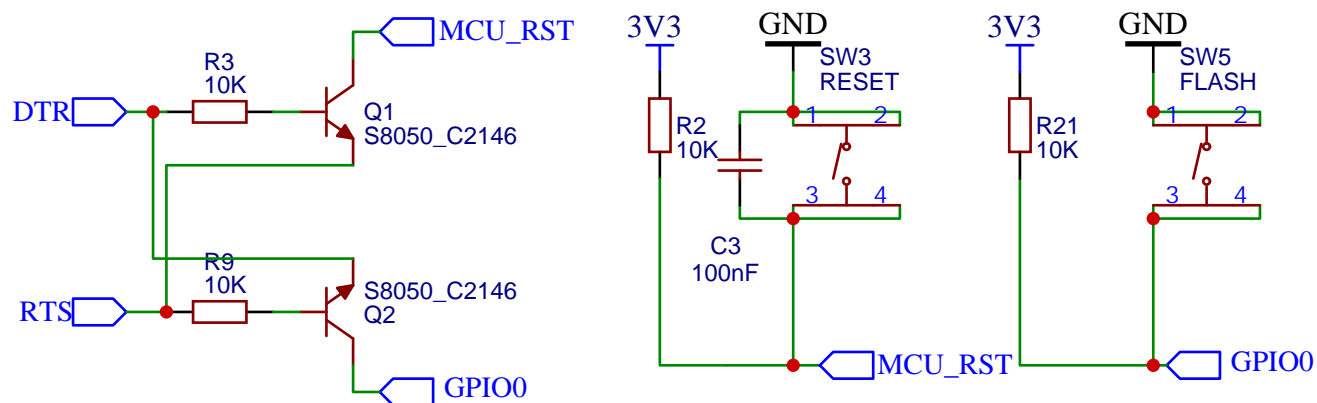 MCU_RST
R3
10K
DTR
Q1
S8050_C2146
R9
10K
S8050_C2146
Q2
RTS
GPIO0
3V3
GND
SW3
RESET
1 2
R2
10K
3 4
C3
100nF
MCU_RST
3V3
GND
SW5
FLASH
1 2
R21
10K
3 4
GPIO0